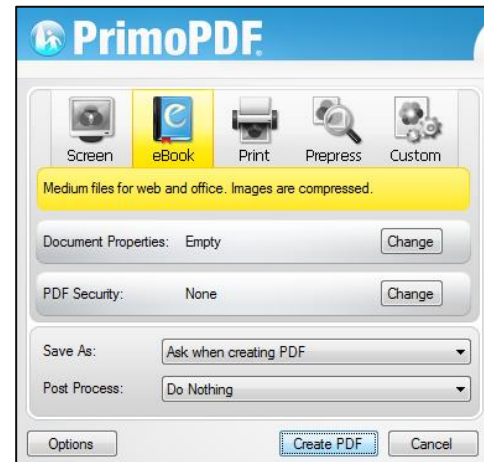 PrimoPDF
Screen eBook Print Prepress Custom
Medium files for web and office. Images are compressed.
Document Properties: Empty Change
PDF Security: None Change
Save As: Ask when creating PDF
Post Process: Do Nothing
Options Create PDF Cancel